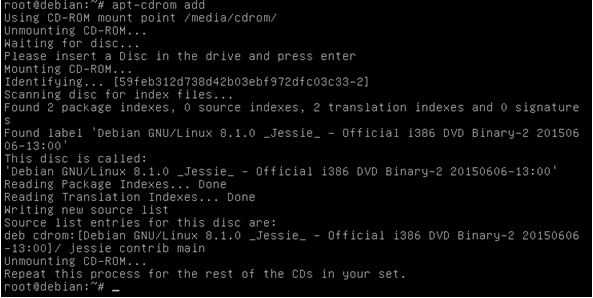 root@debian:~# apt-cdrom add
Using CD-ROM mount point /media/cdrom/
Unmounting CD-ROM...
Waiting for disc...
Please insert a Disc in the drive and press enter
Mounting CD-ROM...
Identifying... [59feb312d738d42b03ebf972dfc03c33-2]
Scanning disc for index files...
Found 2 package indexes, 0 source indexes, 2 translation indexes and 0 signature
s
Found label 'Debian GNU/Linux 8.1.0 _Jessie_ - Official i386 DVD Binary-2 201506
06-13:00'
This disc is called:
'Debian GNU/Linux 8.1.0 _Jessie_ - Official i386 DVD Binary-2 20150606-13:00'
Reading Package Indexes... Done
Reading Translation Indexes... Done
Writing new source list
Source list entries for this disc are:
deb cdrom:[Debian GNU/Linux 8.1.0 _Jessie_ - Official i386 DVD Binary-2 20150606
-13:00]/ jessie contrib main
Unmounting CD-ROM...
Repeat this process for the rest of the CDs in your set.
root@debian:~# _